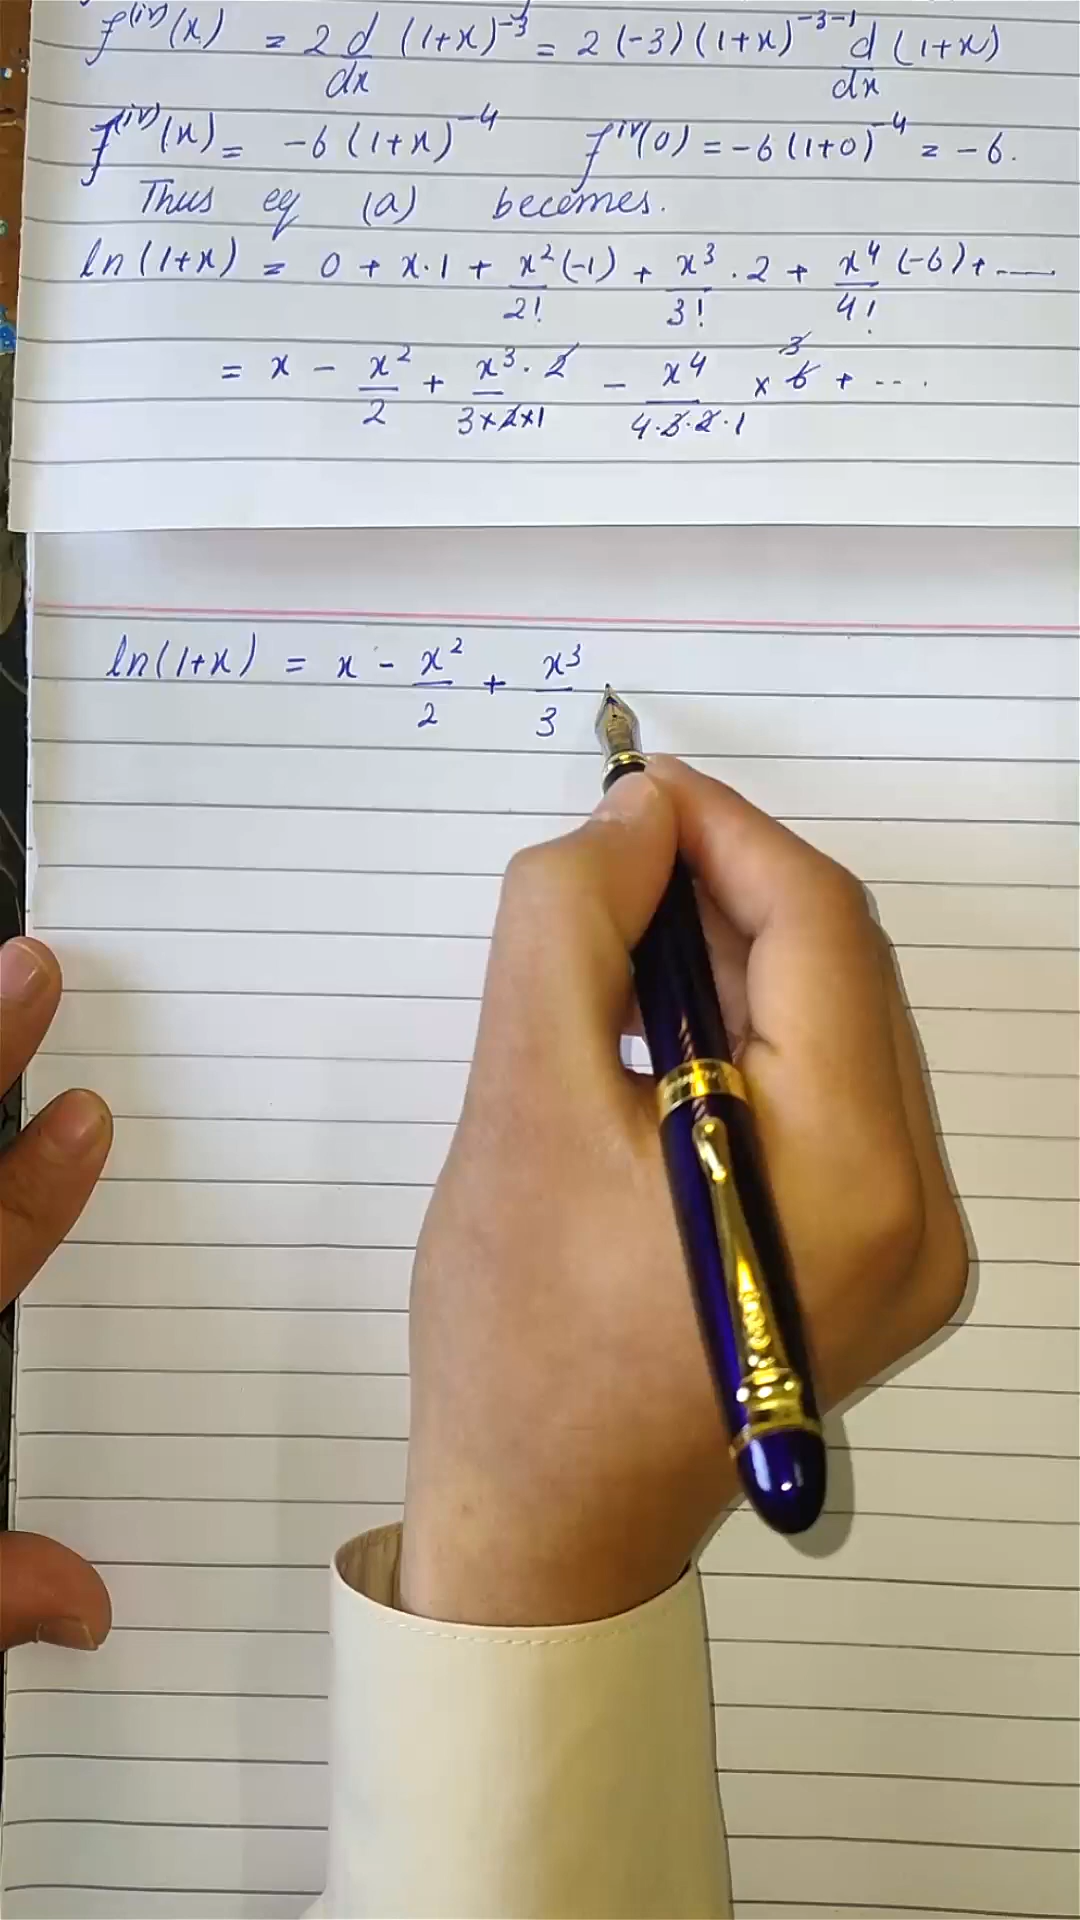 f⁽ⁱᵛ⁾(x) = 2 d/dx (1+x)⁻³ = 2(-3)(1+x)⁻³⁻¹ d/dx (1+x)
f⁽ⁱᵛ⁾(x) = -6(1+x)⁻⁴ fⁱᵛ(0) = -6(1+0)⁻⁴ = -6.
Thus eq (a) becomes.
ln(1+x) = 0 + x·1 + x²/2! (-1) + x³/3! · 2 + x⁴/4! (-6) + ----
= x - x²/2 + x³·2/3×2×1 - x⁴/4·3·2·1 × 6 3 + ---.
ln(1+x) = x - x²/2 + x³/3